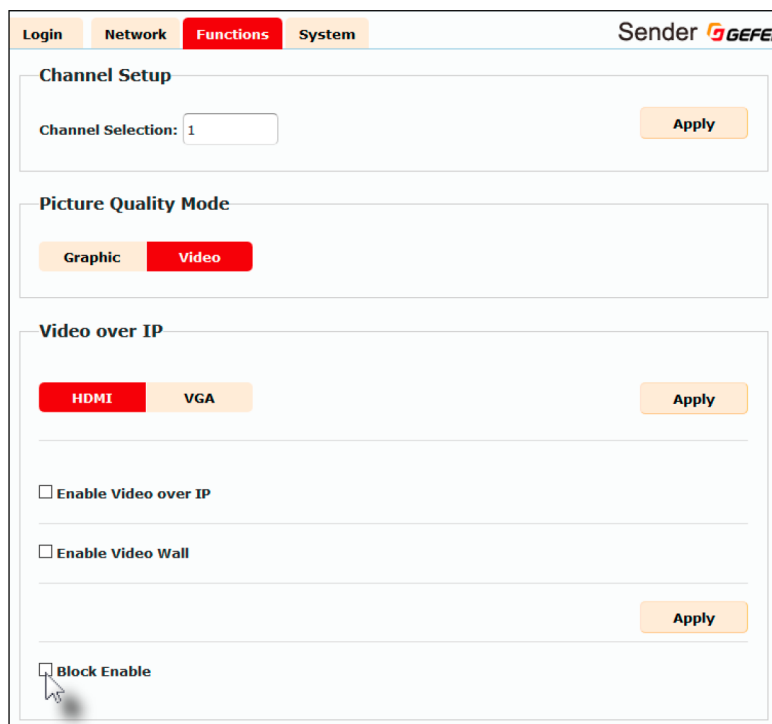 Login Network Functions System Sender GEFE
Channel Setup
Channel Selection: 1 Apply
Picture Quality Mode
Graphic Video
Video over IP
HDMI VGA Apply
Enable Video over IP
Enable Video Wall
Apply
Block Enable